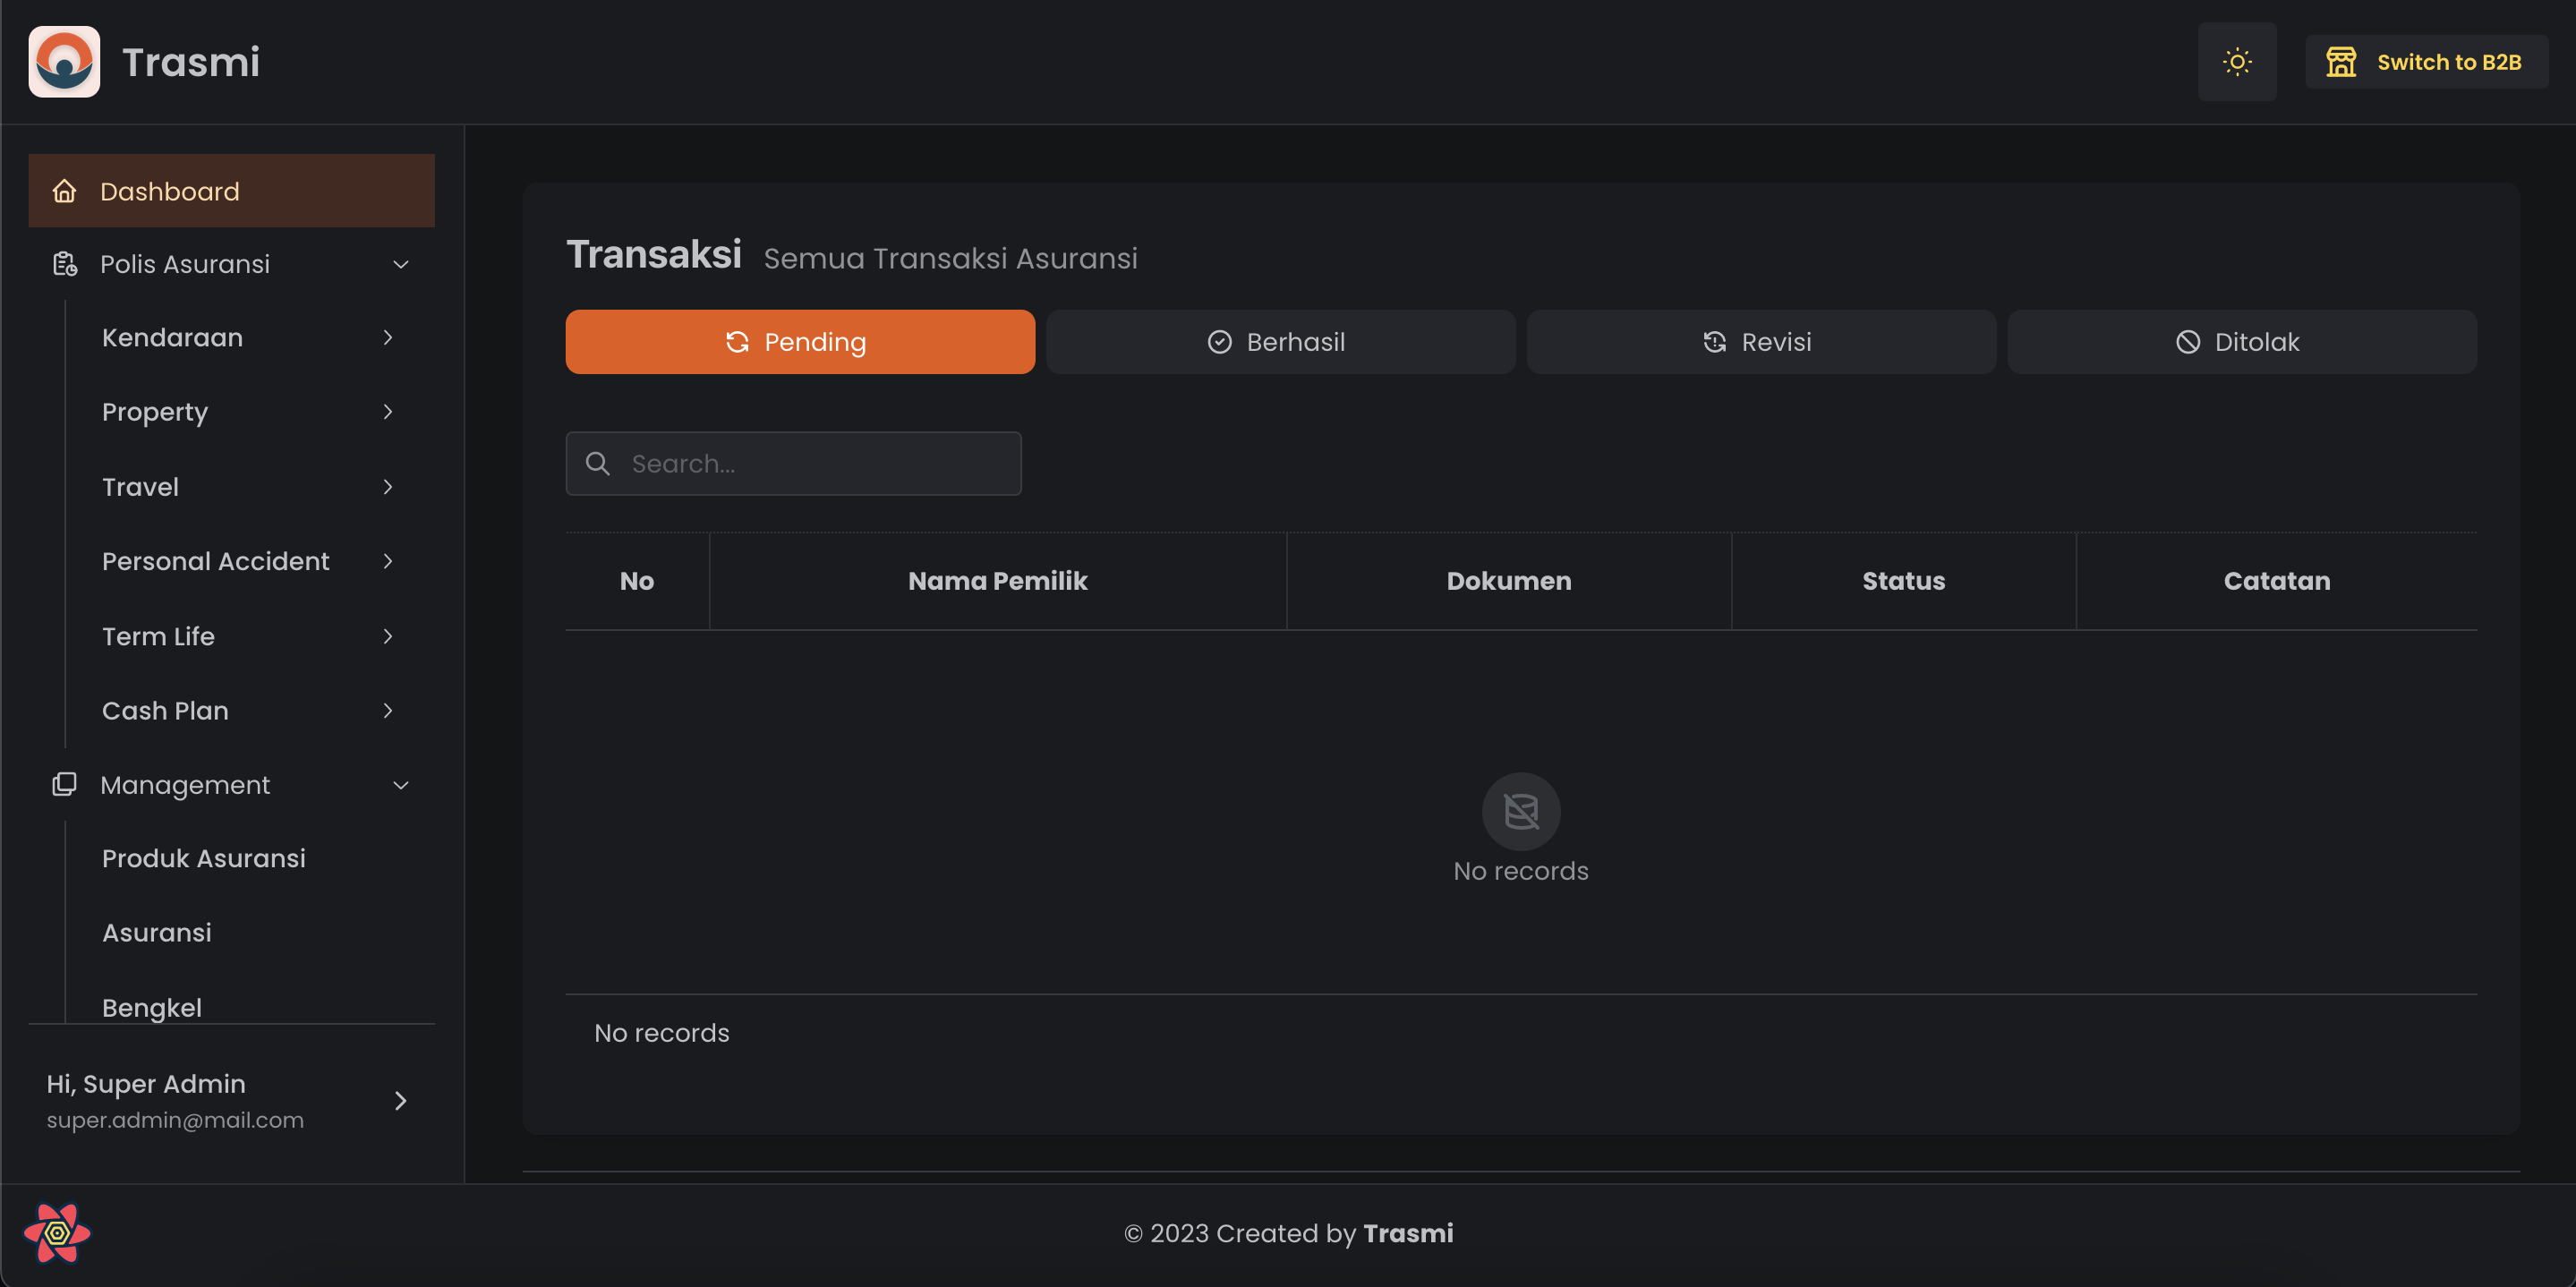 Trasmi
Switch to B2B
Dashboard
Polis Asuransi
Kendaraan
Property
Travel
Personal Accident
Term Life
Cash Plan
Management
Produk Asuransi
Asuransi
Bengkel
Hi, Super Admin
super.admin@mail.com
Transaksi Semua Transaksi Asuransi
Pending Berhasil Revisi Ditolak
Search...
No Nama Pemilik Dokumen Status Catatan
No records
No records
© 2023 Created by Trasmi